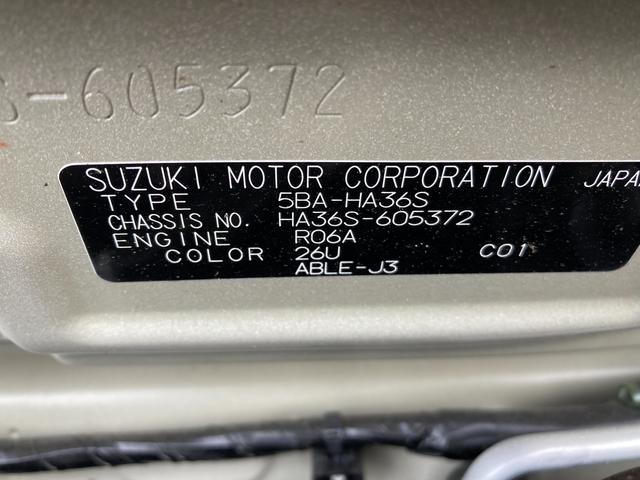 S-605372
SUZUKI MOTOR CORPORATION JAPAN
TYPE 5BA-HA36S
CHASSIS NO. HA36S-605372
ENGINE R06A
COLOR 26U C01
ABLE-J3